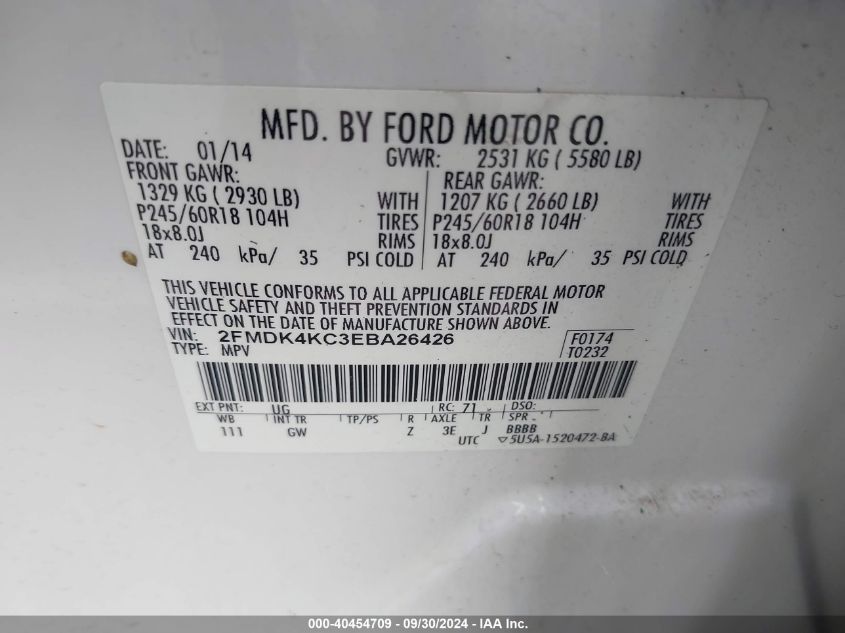 MFD. BY FORD MOTOR CO.
DATE: 01/14 GVWR: 2531 KG ( 5580 LB)
FRONT GAWR: REAR GAWR:
1329 KG ( 2930 LB) WITH 1207 KG ( 2660 LB) WITH
P245/60R18 104H TIRES P245/60R18 104H TIRES
18x8.0J RIMS 18x8.0J RIMS
AT 240 kPa/ 35 PSI COLD AT 240 kPa/ 35 PSI COLD
THIS VEHICLE CONFORMS TO ALL APPLICABLE FEDERAL MOTOR
VEHICLE SAFETY AND THEFT PREVENTION STANDARDS IN
EFFECT ON THE DATE OF MANUFACTURE SHOWN ABOVE.
VIN: 2FMDK4KC3EBA26426 F0174
TYPE: MPV T0232
EXT PNT: UG RC: 71 DSO:
WB INT TR TP/PS R AXLE TR SPR
111 GW Z 3E J BBBB
UTC ▽5U5A-1520472-BA
000-40454709 - 09/30/2024 - IAA Inc.